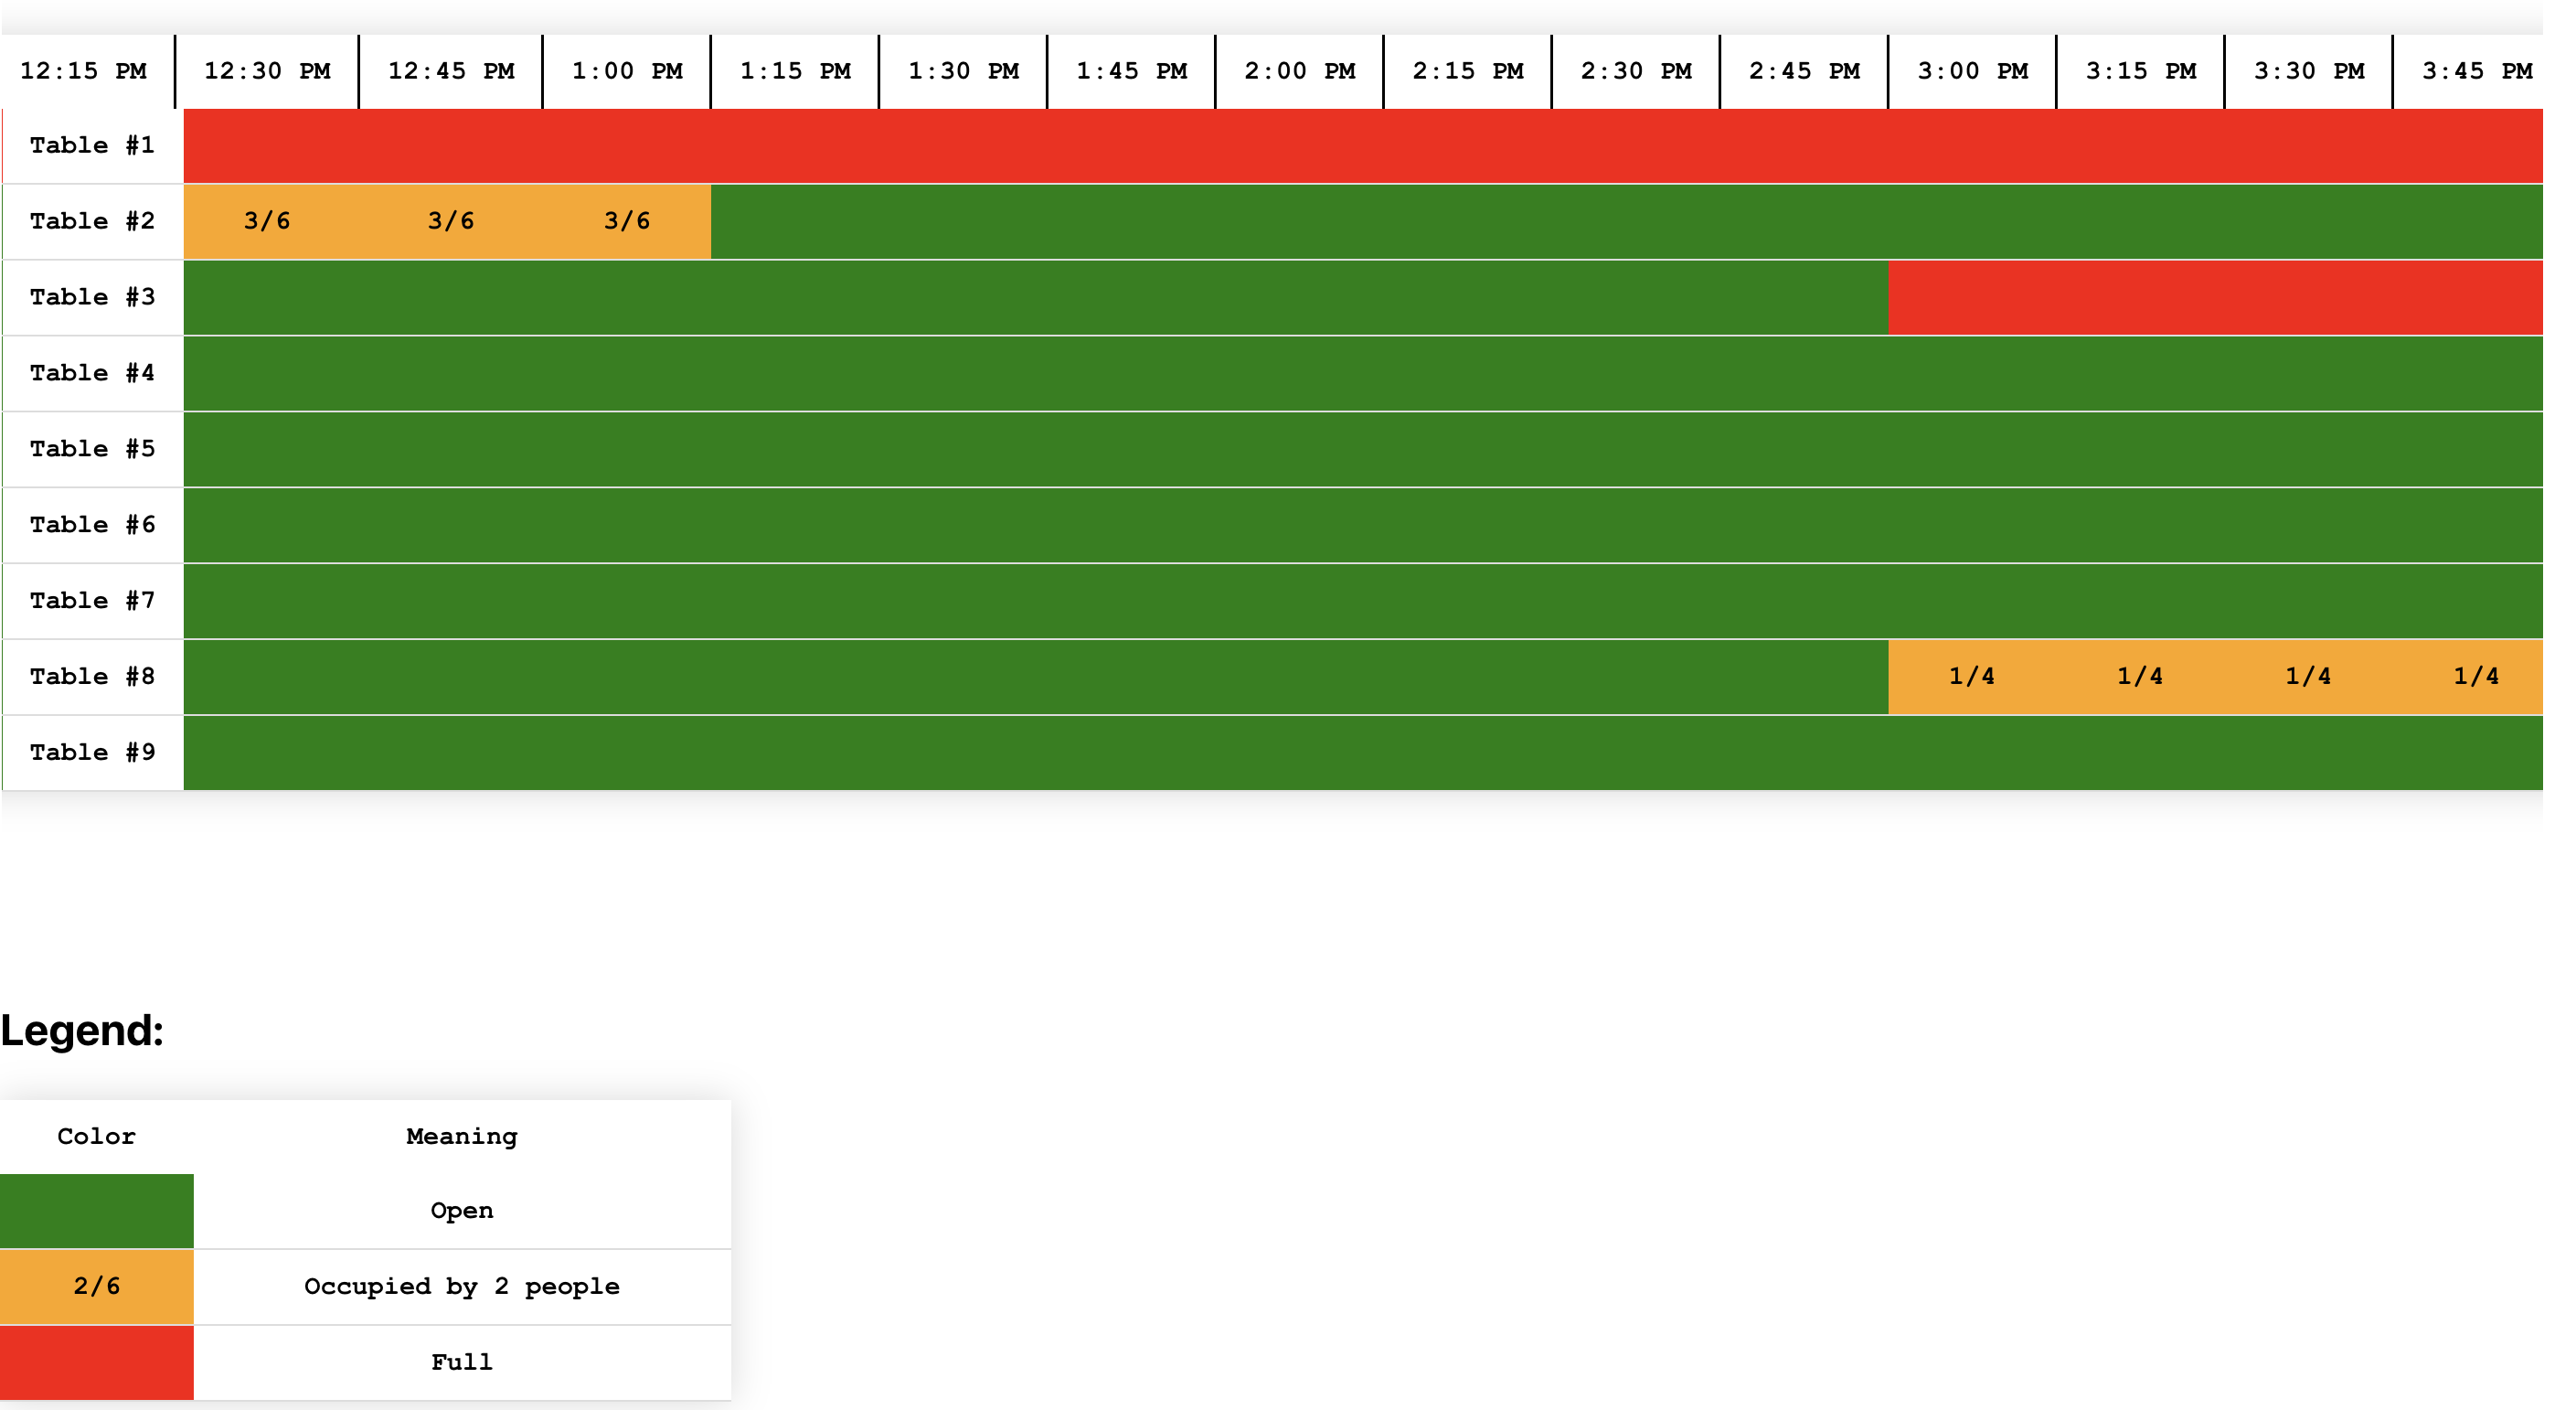 12:15 PM 12:30 PM 12:45 PM 1:00 PM 1:15 PM 1:30 PM 1:45 PM 2:00 PM 2:15 PM 2:30 PM 2:45 PM 3:00 PM 3:15 PM 3:30 PM 3:45 PM
Table #1
Table #2 3/6 3/6 3/6
Table #3
Table #4
Table #5
Table #6
Table #7
Table #8 1/4 1/4 1/4 1/4
Table #9
Legend:
Color Meaning
Open
2/6 Occupied by 2 people
Full